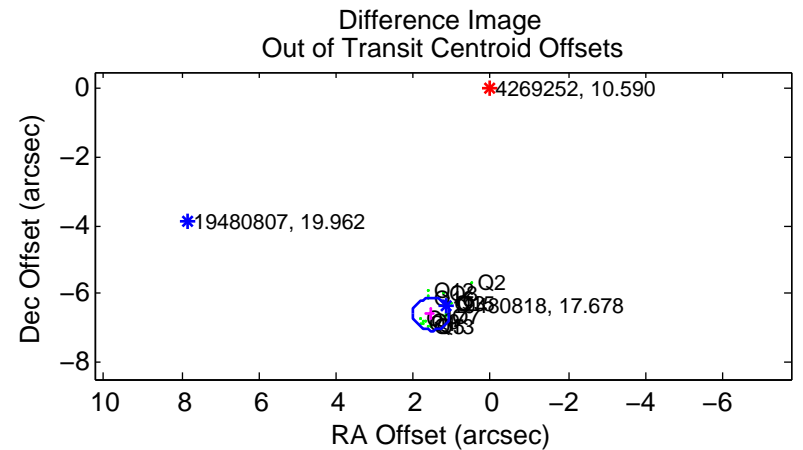 Difference Image
Out of Transit Centroid Offsets
Dec Offset (arcsec)
0
−2
−4
−6
−8
4269252, 10.590
19480807, 19.962
Q2
19480818, 17.678
10 8 6 4 2 0 −2 −4 −6
RA Offset (arcsec)